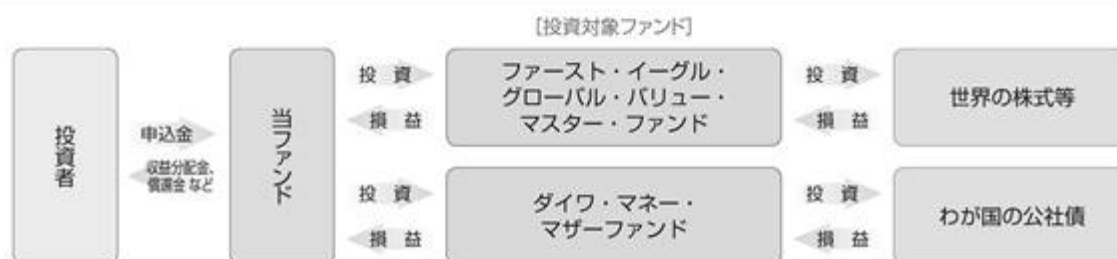 [投資対象ファンド]
投資者
申込金
収益分配金、
償還金 など
当ファンド
投 資
損 益
ファースト・イーグル・
グローバル・バリュー・
マスター・ファンド
投 資
損 益
世界の株式等
投 資
損 益
ダイワ・マネー・
マザーファンド
投 資
損 益
わが国の公社債